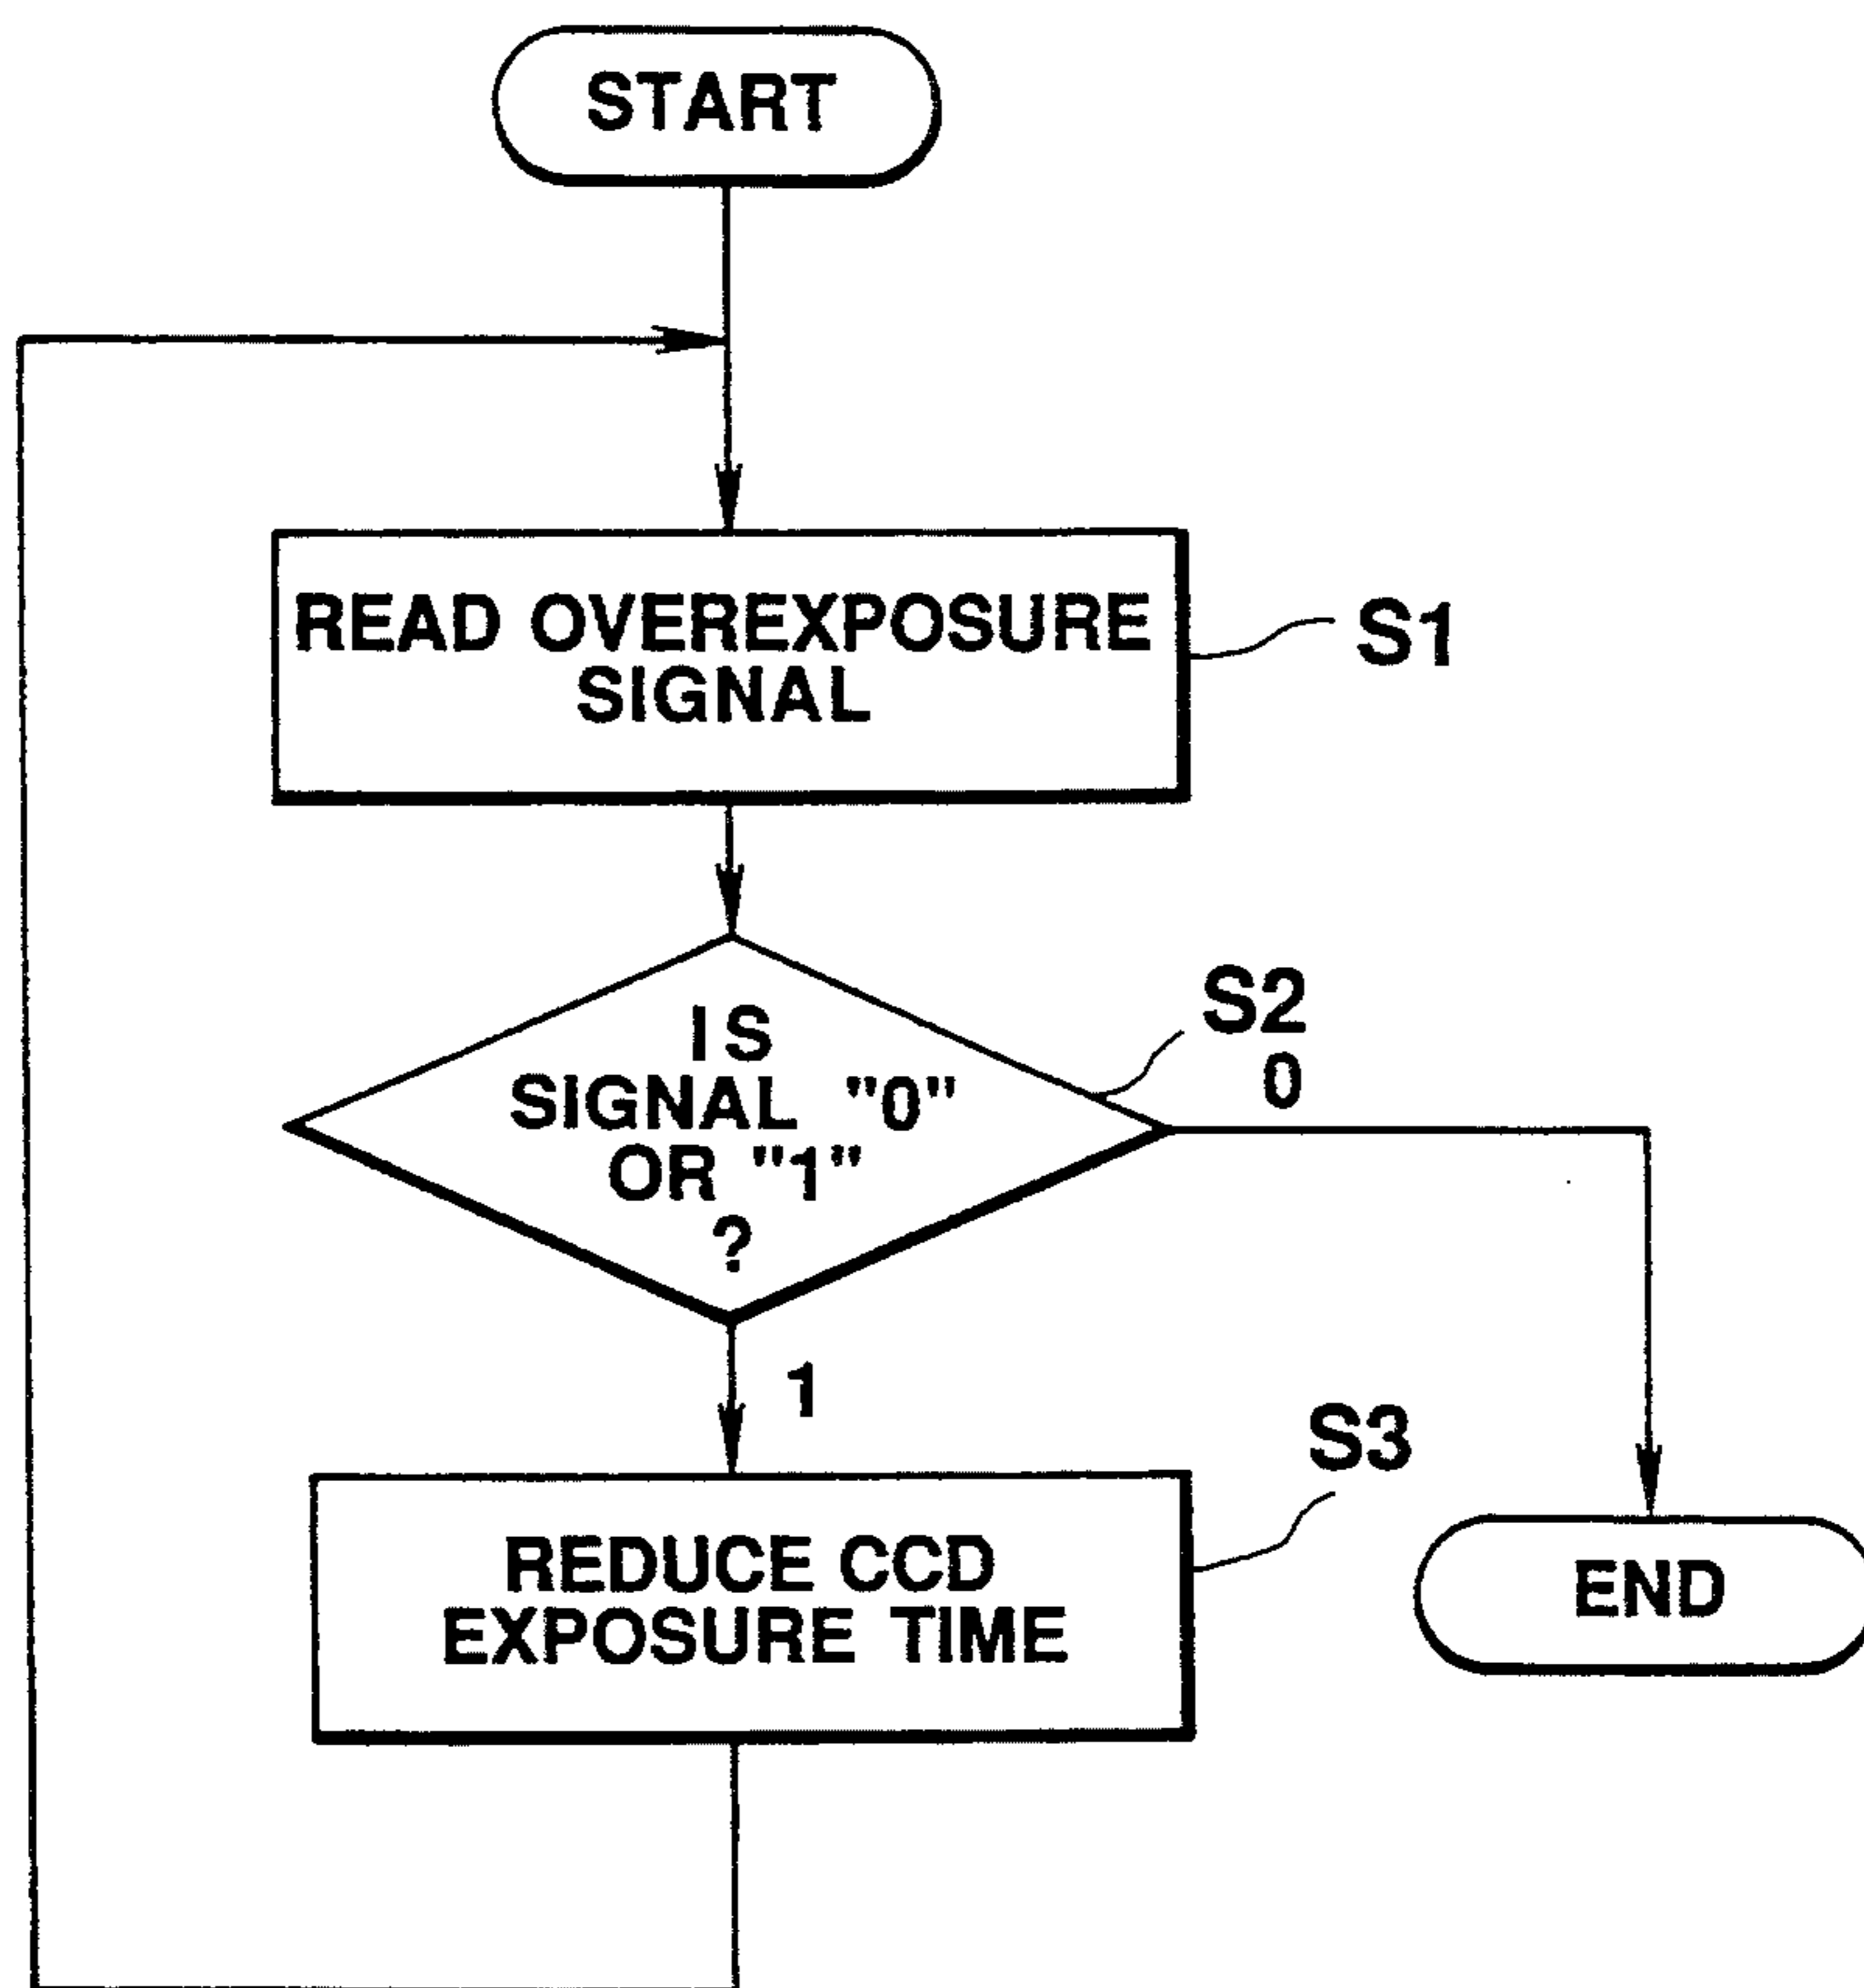 START
READ OVEREXPOSURE
SIGNAL
S1
IS
SIGNAL "0"
OR "1"
?
S2
0
1
S3
REDUCE CCD
EXPOSURE TIME
END